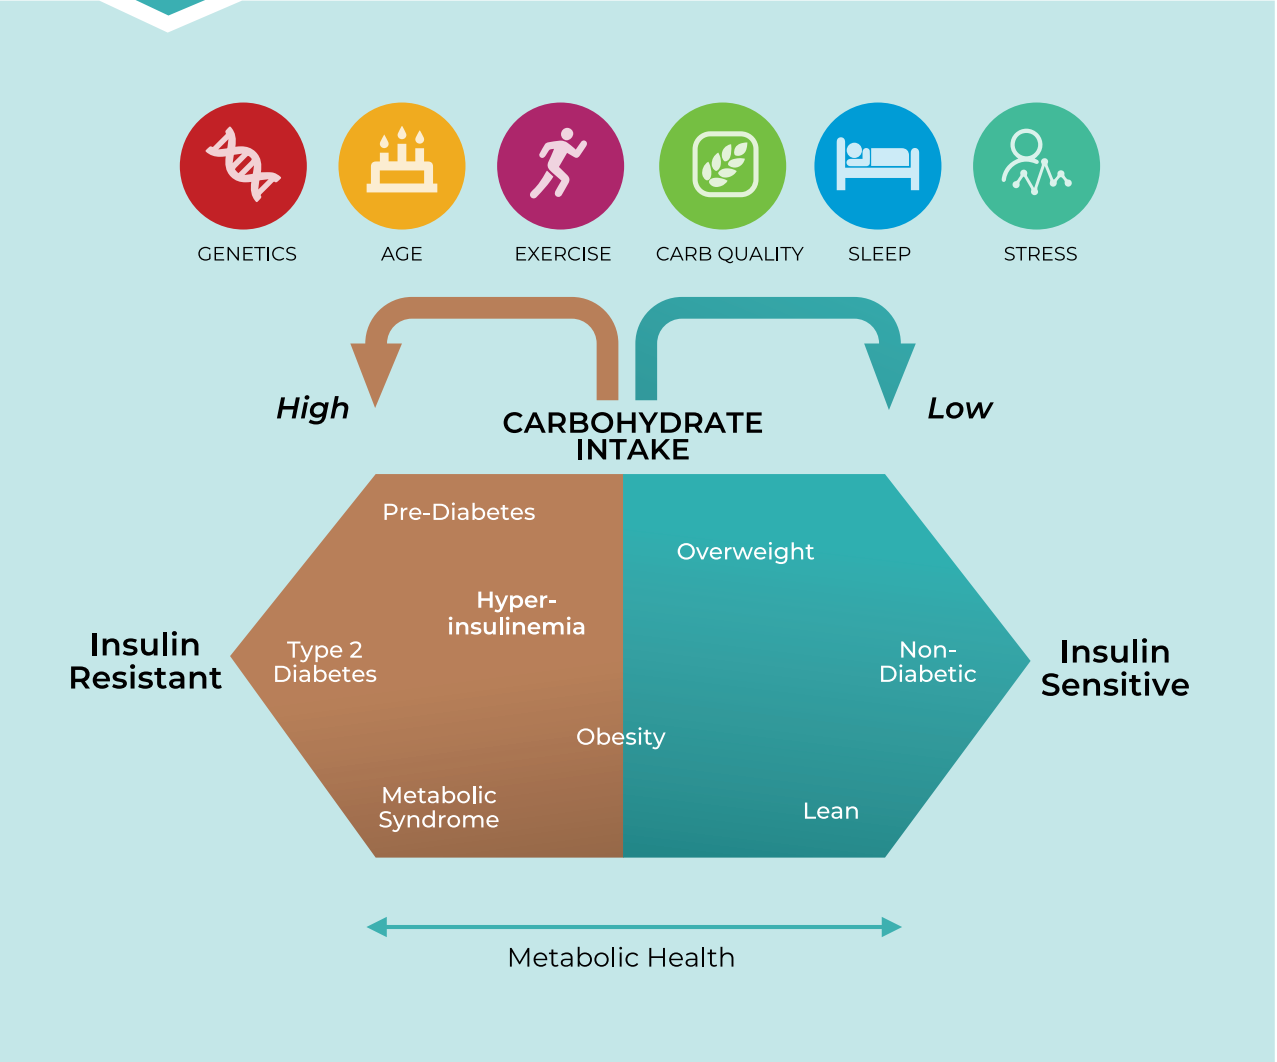 GENETICS
AGE
EXERCISE
CARB QUALITY
SLEEP
STRESS
High
CARBOHYDRATE
INTAKE
Low
Pre-Diabetes
Overweight
Hyper-
insulinemia
Insulin
Resistant
Type 2
Diabetes
Non-
Diabetic
Insulin
Sensitive
Obesity
Metabolic
Syndrome
Lean
Metabolic Health